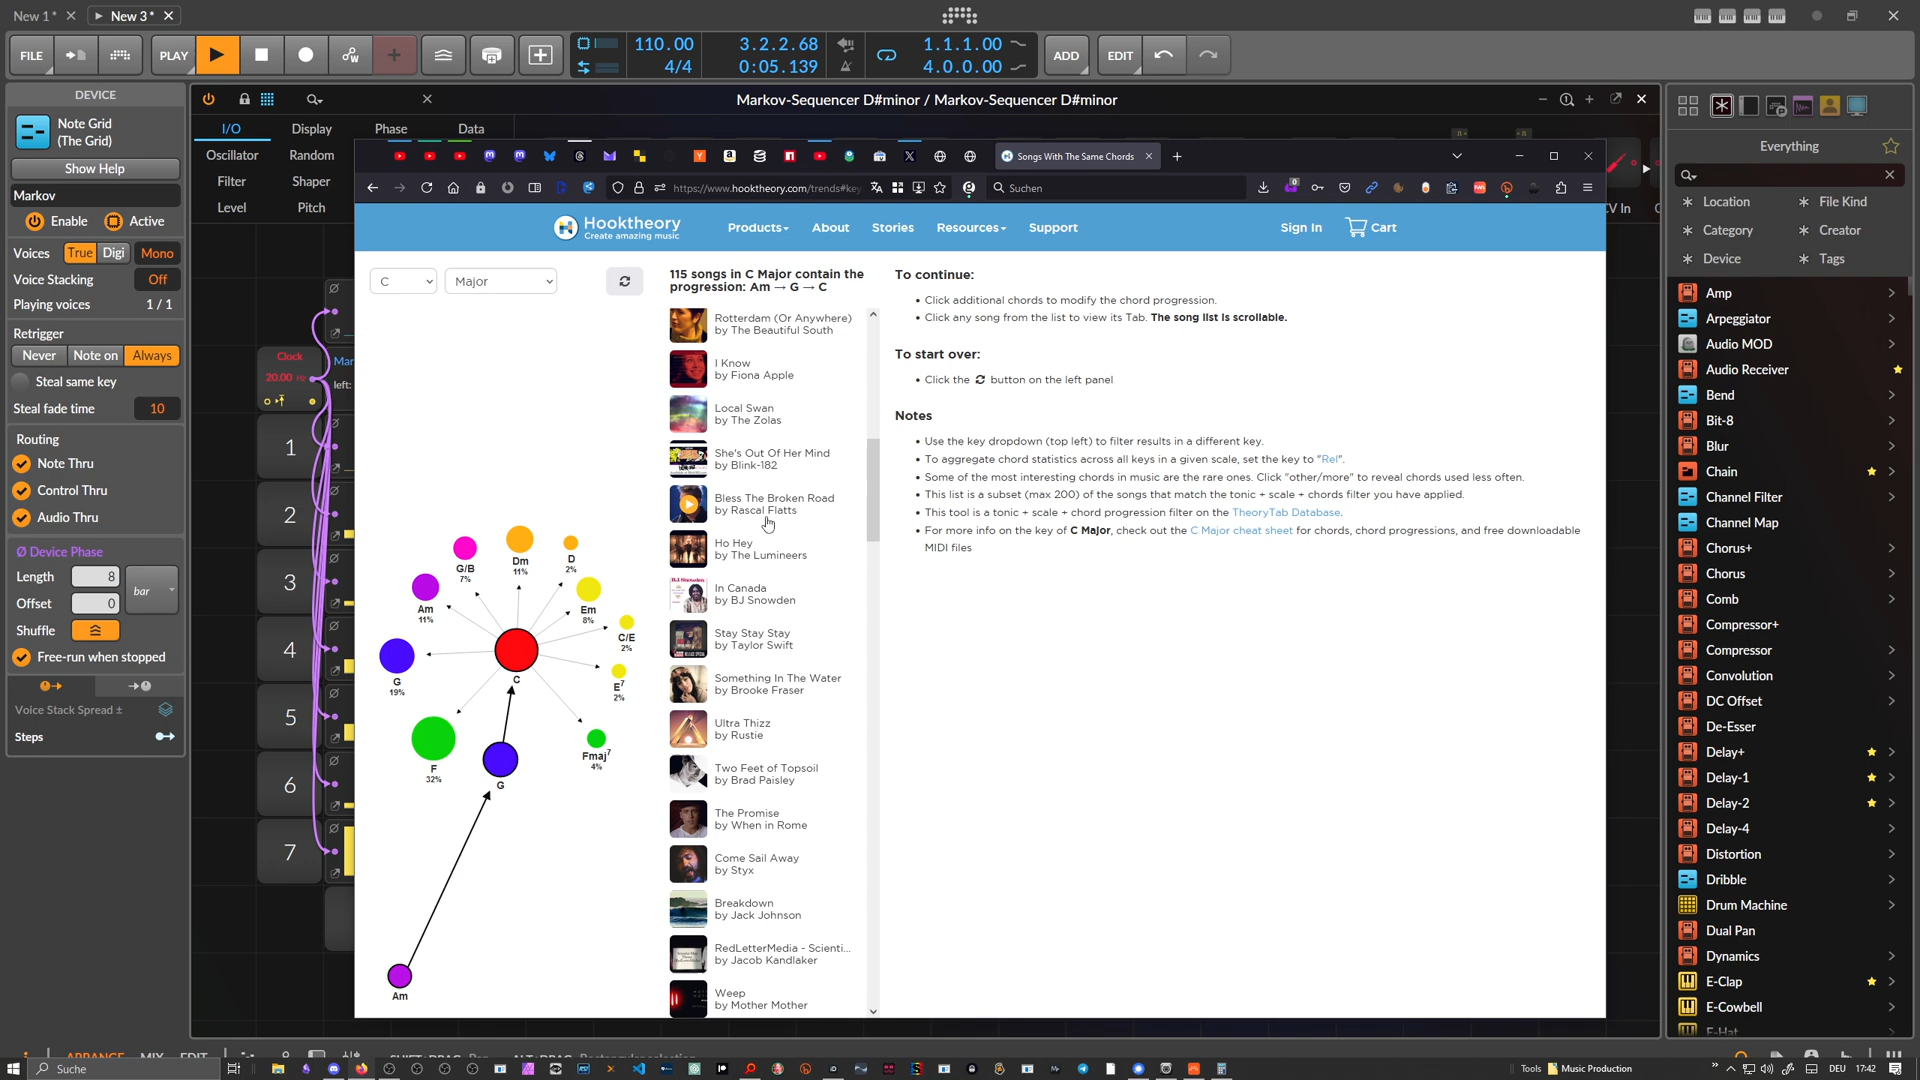 New 1 *
New 3 *
FILE
PLAY
110.00
4/4
3.2.2.68
0:05.139
1.1.1.00
4.0.0.00
ADD
EDIT
DEVICE
Note Grid
(The Grid)
Show Help
Markov
Enable
Active
Voices
True
Digi
Mono
Voice Stacking
Off
Playing voices
1 / 1
Retrigger
Never
Note on
Always
Steal same key
Steal fade time
10
Routing
Note Thru
Control Thru
Audio Thru
Ø Device Phase
Length
8
bar
Offset
0
Shuffle
Free-run when stopped
Voice Stack Spread ±
Steps
Markov-Sequencer D#minor / Markov-Sequencer D#minor
I/O
Display
Phase
Data
Oscillator
Random
Filter
Shaper
Level
Pitch
CV In
Clock
20.00 Hz
Mar
left:
1
2
3
4
5
6
7
Songs With The Same Chords
https://www.hooktheory.com/trends#key
Suchen
Hooktheory
Create amazing music
Products
About
Stories
Resources
Support
Sign In
Cart
C
Major
115 songs in C Major contain the
progression: Am → G → C
Rotterdam (Or Anywhere)
by The Beautiful South
I Know
by Fiona Apple
Local Swan
by The Zolas
She's Out Of Her Mind
by Blink-182
Bless The Broken Road
by Rascal Flatts
Ho Hey
by The Lumineers
In Canada
by BJ Snowden
Stay Stay Stay
by Taylor Swift
Something In The Water
by Brooke Fraser
Ultra Thizz
by Rustie
Two Feet of Topsoil
by Brad Paisley
The Promise
by When in Rome
Come Sail Away
by Styx
Breakdown
by Jack Johnson
RedLetterMedia - Scienti...
by Jacob Kandlaker
Weep
by Mother Mother
G/B
7%
Dm
11%
D
2%
Am
11%
Em
8%
C/E
2%
G
19%
C
E7
2%
F
32%
Fmaj7
4%
G
Am
To continue:
• Click additional chords to modify the chord progression.
• Click any song from the list to view its Tab. The song list is scrollable.
To start over:
• Click the button on the left panel
Notes
• Use the key dropdown (top left) to filter results in a different key.
• To aggregate chord statistics across all keys in a given scale, set the key to "Rel".
• Some of the most interesting chords in music are the rare ones. Click "other/more" to reveal chords used less often.
• This list is a subset (max 200) of the songs that match the tonic + scale + chords filter you have applied.
• This tool is a tonic + scale + chord progression filter on the TheoryTab Database.
• For more info on the key of C Major, check out the C Major cheat sheet for chords, chord progressions, and free downloadable
MIDI files
Everything
Location
File Kind
Category
Creator
Device
Tags
Amp
Arpeggiator
Audio MOD
Audio Receiver
Bend
Bit-8
Blur
Chain
Channel Filter
Channel Map
Chorus+
Chorus
Comb
Compressor+
Compressor
Convolution
DC Offset
De-Esser
Delay+
Delay-1
Delay-2
Delay-4
Distortion
Dribble
Drum Machine
Dual Pan
Dynamics
E-Clap
E-Cowbell
E-Hat
ARRANGE
MIX
EDIT
Suche
Tools
Music Production
DEU
17:42